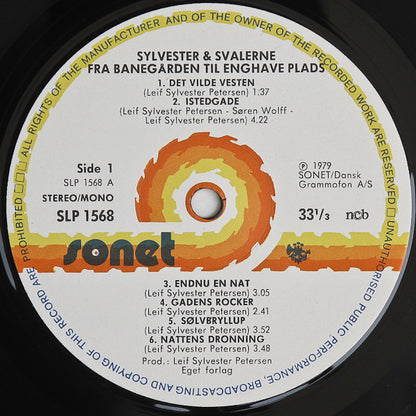 ALL RIGHTS OF THE MANUFACTURER AND OF THE OWNER OF THE RECORDED WORK RESERVED □ UNAUTHORISED PUBLIC PERFORMANCE, BROADCASTING AND COPYING OF THIS RECORD ARE PROHIBITED □
SYLVESTER & SVALERNE
FRA BANEGÅRDEN TIL ENGHAVE PLADS
1. DET VILDE VESTEN
(Leif Sylvester Petersen) 1:37
2. ISTEDGADE
(Leif Sylvester Petersen - Søren Wolff -
Leif Sylvester Petersen) 4.22
Side 1
SLP 1568 A
STEREO/MONO
SLP 1568
℗ 1979
SONET/Dansk
Grammofon A/S
33 1/3 ncb
sonet
3. ENDNU EN NAT
(Leif Sylvester Petersen) 3.05
4. GADENS ROCKER
(Leif Sylvester Petersen) 2.41
5. SØLVBRYLLUP
(Leif Sylvester Petersen) 3.52
6. NATTENS DRONNING
(Leif Sylvester Petersen) 3.48
Prod.: Leif Sylvester Petersen
Eget forlag